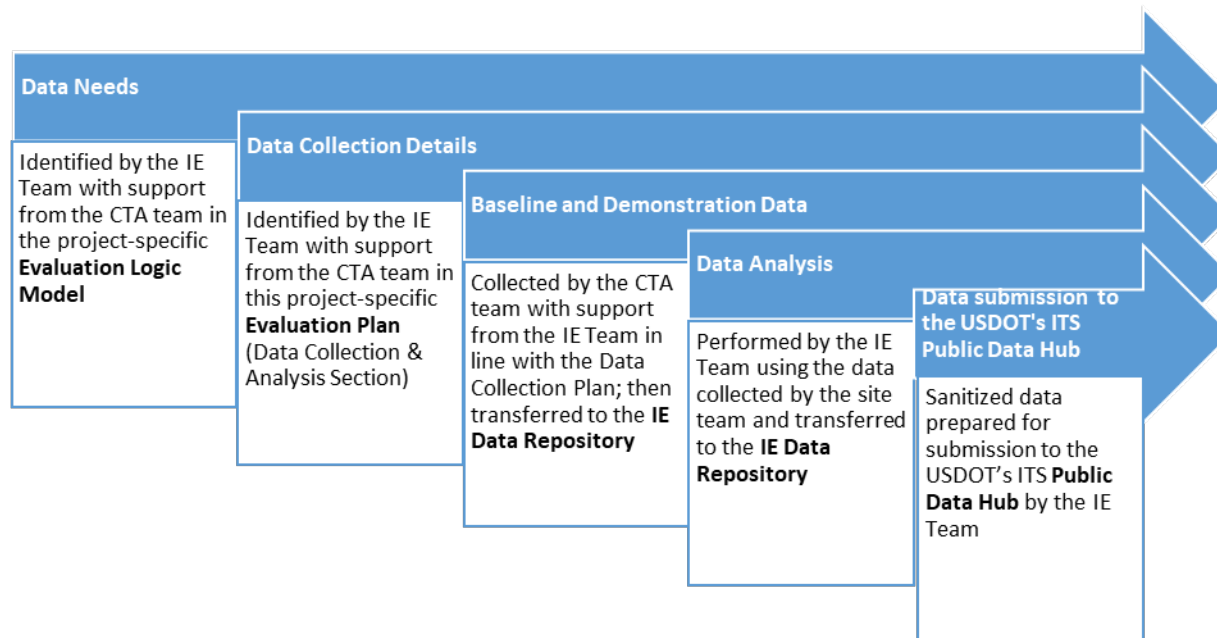 Data Needs
Identified by the IE
Team with support
from the CTA team in
the project-specific
Evaluation Logic
Model
Data Collection Details
Identified by the IE
Team with support
from the CTA team in
this project-specific
Evaluation Plan
(Data Collection &
Analysis Section)
Baseline and Demonstration Data
Collected by the CTA
team with support
from the IE Team in
line with the Data
Collection Plan; then
transferred to the IE
Data Repository
Data Analysis
Performed by the IE
Team using the data
collected by the site
team and transferred
to the IE Data
Repository
Data submission to
the USDOT's ITS
Public Data Hub
Sanitized data
prepared for
submission to the
USDOT’s ITS Public
Data Hub by the IE
Team